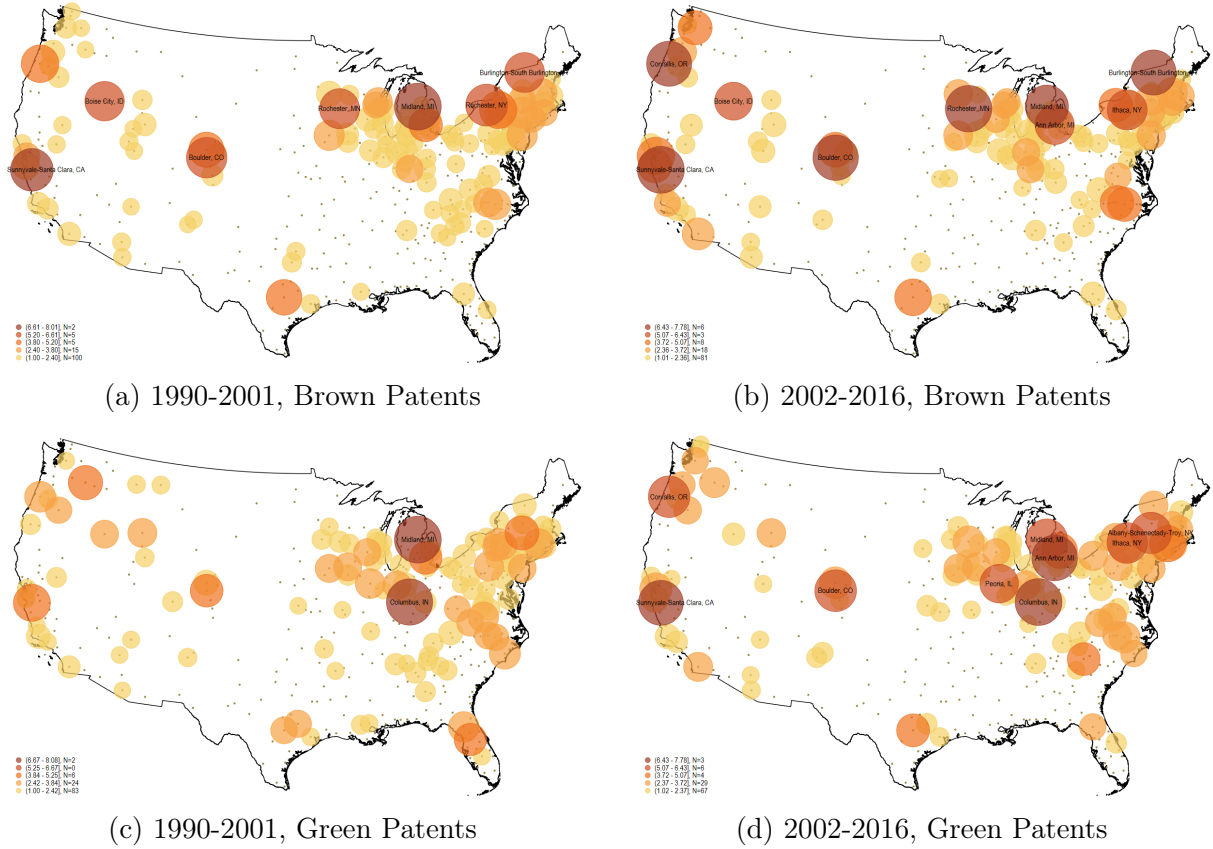 Burlington-South Burlington
Boise City, ID
Rochester, MN
Midland, MI
Rochester, NY
Boulder, CO
Sunnyvale-Santa Clara, CA
(6.61 - 8.01], N=2
(5.20 - 6.61], N=5
(3.80 - 5.20], N=5
(2.40 - 3.80], N=15
(1.00 - 2.40], N=100
(a) 1990-2001, Brown Patents
Corvallis, OR
Burlington-South Burlington
Boise City, ID
Rochester, MN
Midland, MI
Ithaca, NY
Ann Arbor, MI
Boulder, CO
Sunnyvale-Santa Clara, CA
(6.43 - 7.78], N=6
(5.07 - 6.43], N=3
(3.72 - 5.07], N=8
(2.36 - 3.72], N=18
(1.01 - 2.36], N=81
(b) 2002-2016, Brown Patents
Midland, MI
Columbus, IN
(6.67 - 8.08], N=2
(5.25 - 6.67], N=0
(3.84 - 5.25], N=6
(2.42 - 3.84], N=24
(1.00 - 2.42], N=83
(c) 1990-2001, Green Patents
Corvallis, OR
Albany-Schenectady-Troy, NY
Midland, MI
Ithaca, NY
Ann Arbor, MI
Peoria, IL
Boulder, CO
Sunnyvale-Santa Clara, CA
Columbus, IN
(6.43 - 7.78], N=3
(5.07 - 6.43], N=6
(3.72 - 5.07], N=4
(2.37 - 3.72], N=29
(1.02 - 2.37], N=67
(d) 2002-2016, Green Patents